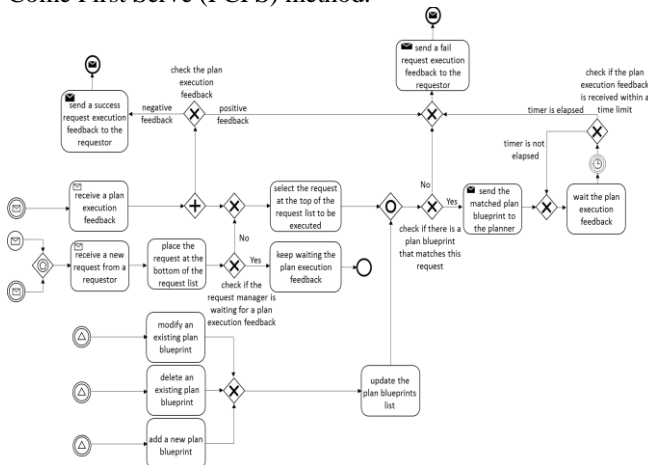 Come First Serve (FCFS) method.
send a fail
request execution
feedback to the
requestor
check if the plan
execution feedback
is received within a
time limit
check the plan
execution
feedback
send a success
request execution
feedback to the
requestor
negative
feedback
positive
feedback
timer is elapsed
timer is not
elapsed
receive a plan
execution
feedback
select the request
at the top of the
request list to be
executed
No
Yes
send the
matched plan
blueprint to the
planner
wait the plan
execution feedback
check if there is a
plan blueprint
that matches this
request
No
receive a new
request from a
requestor
place the
request at the
bottom of the
request list
Yes
keep waiting
the plan
execution
feedback
check if the
request manager is
waiting for a plan
execution feedback
modify an
existing plan
blueprint
delete an
existing plan
blueprint
update the
plan blueprints
list
add a new plan
blueprint